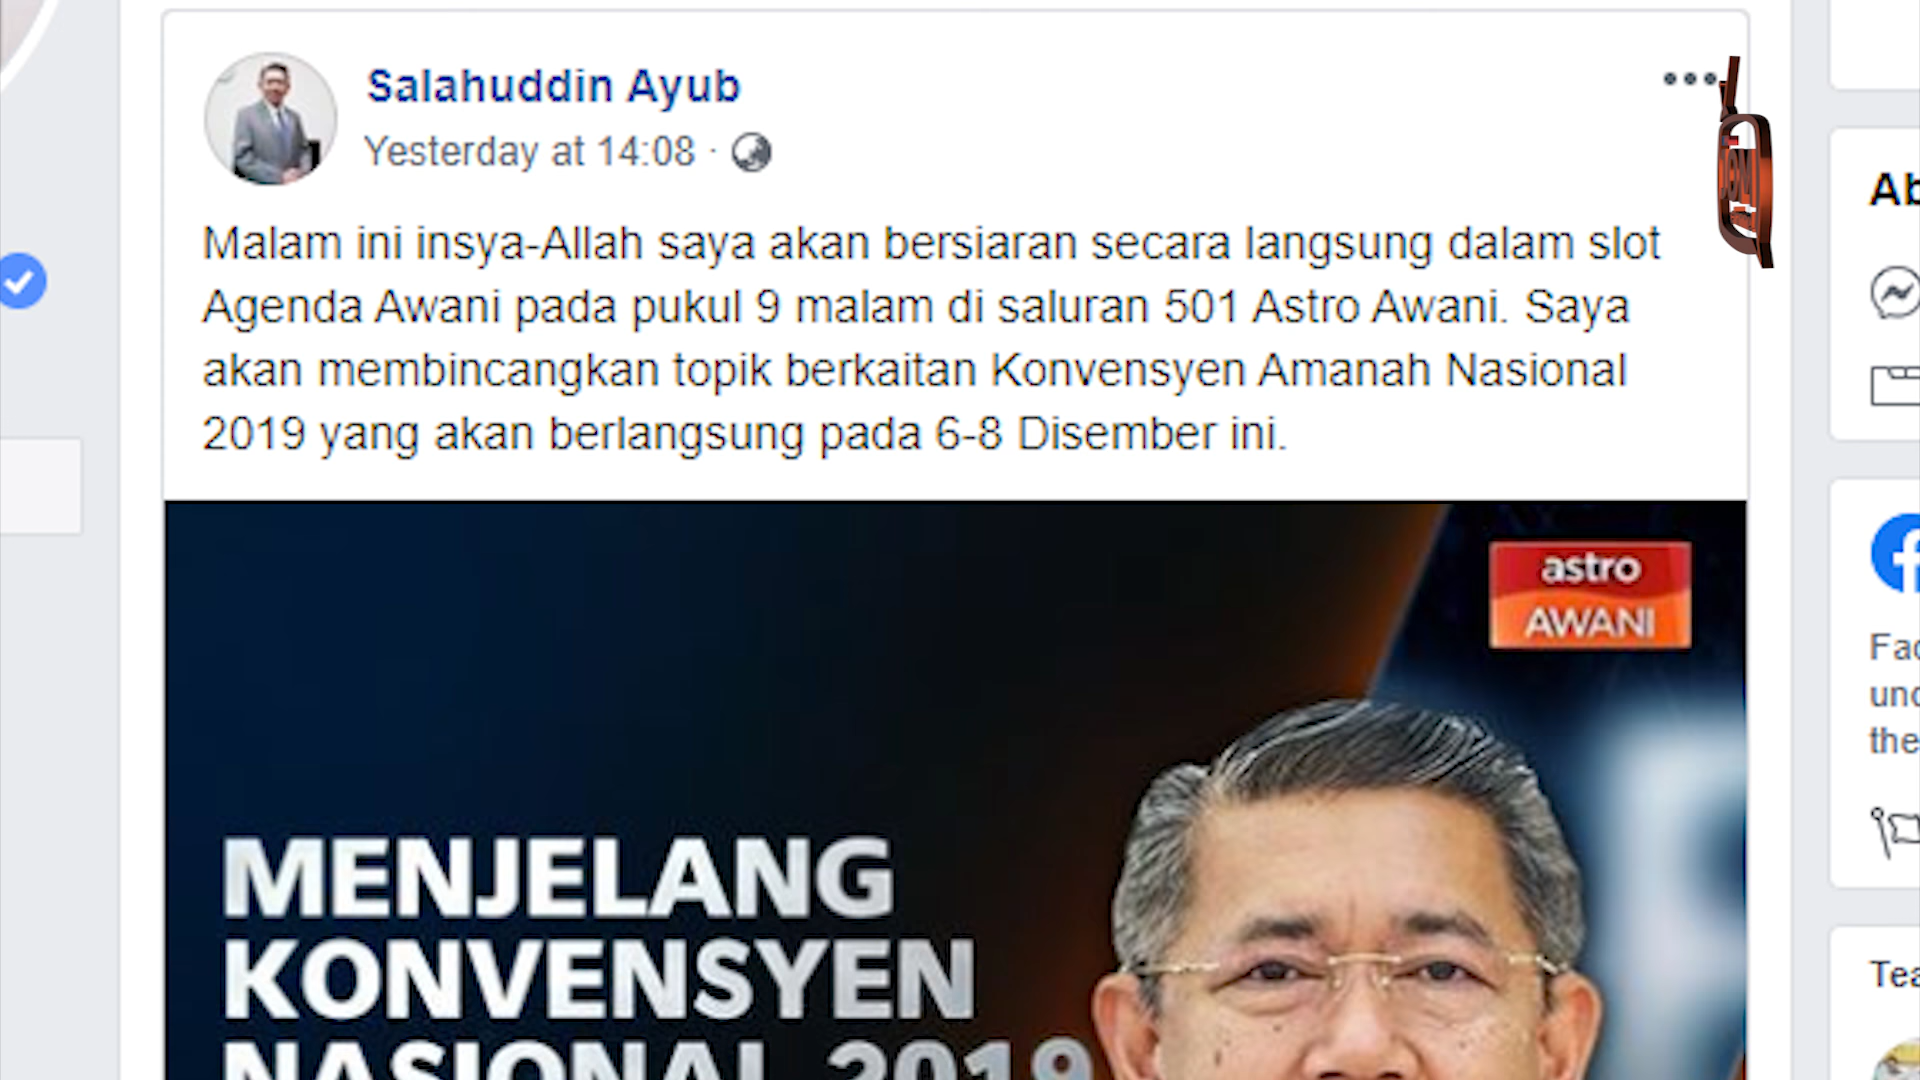 Salahuddin Ayub
Yesterday at 14:08 ·
Malam ini insya-Allah saya akan bersiaran secara langsung dalam slot
Agenda Awani pada pukul 9 malam di saluran 501 Astro Awani. Saya
akan membincangkan topik berkaitan Konvensyen Amanah Nasional
2019 yang akan berlangsung pada 6-8 Disember ini.
astro
AWANI
MENJELANG
KONVENSYEN
NASIONAL 2019